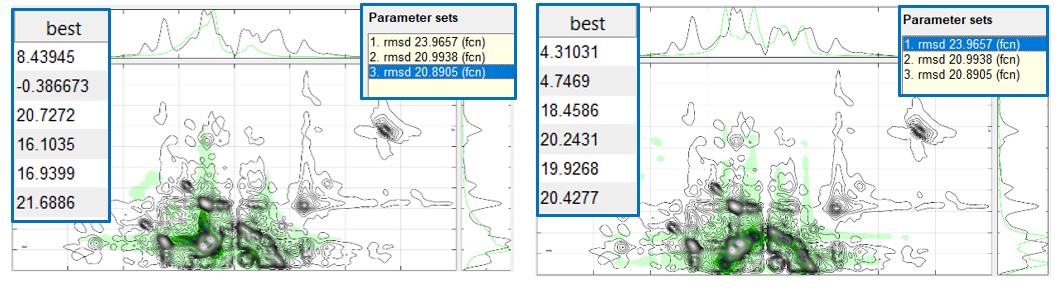 best
8.43945
-0.386673
20.7272
16.1035
16.9399
21.6886
Parameter sets
1. rmsd 23.9657 (fcn)
2. rmsd 20.9938 (fcn)
3. rmsd 20.8905 (fcn)
best
4.31031
4.7469
18.4586
20.2431
19.9268
20.4277
Parameter sets
1. rmsd 23.9657 (fcn)
2. rmsd 20.9938 (fcn)
3. rmsd 20.8905 (fcn)